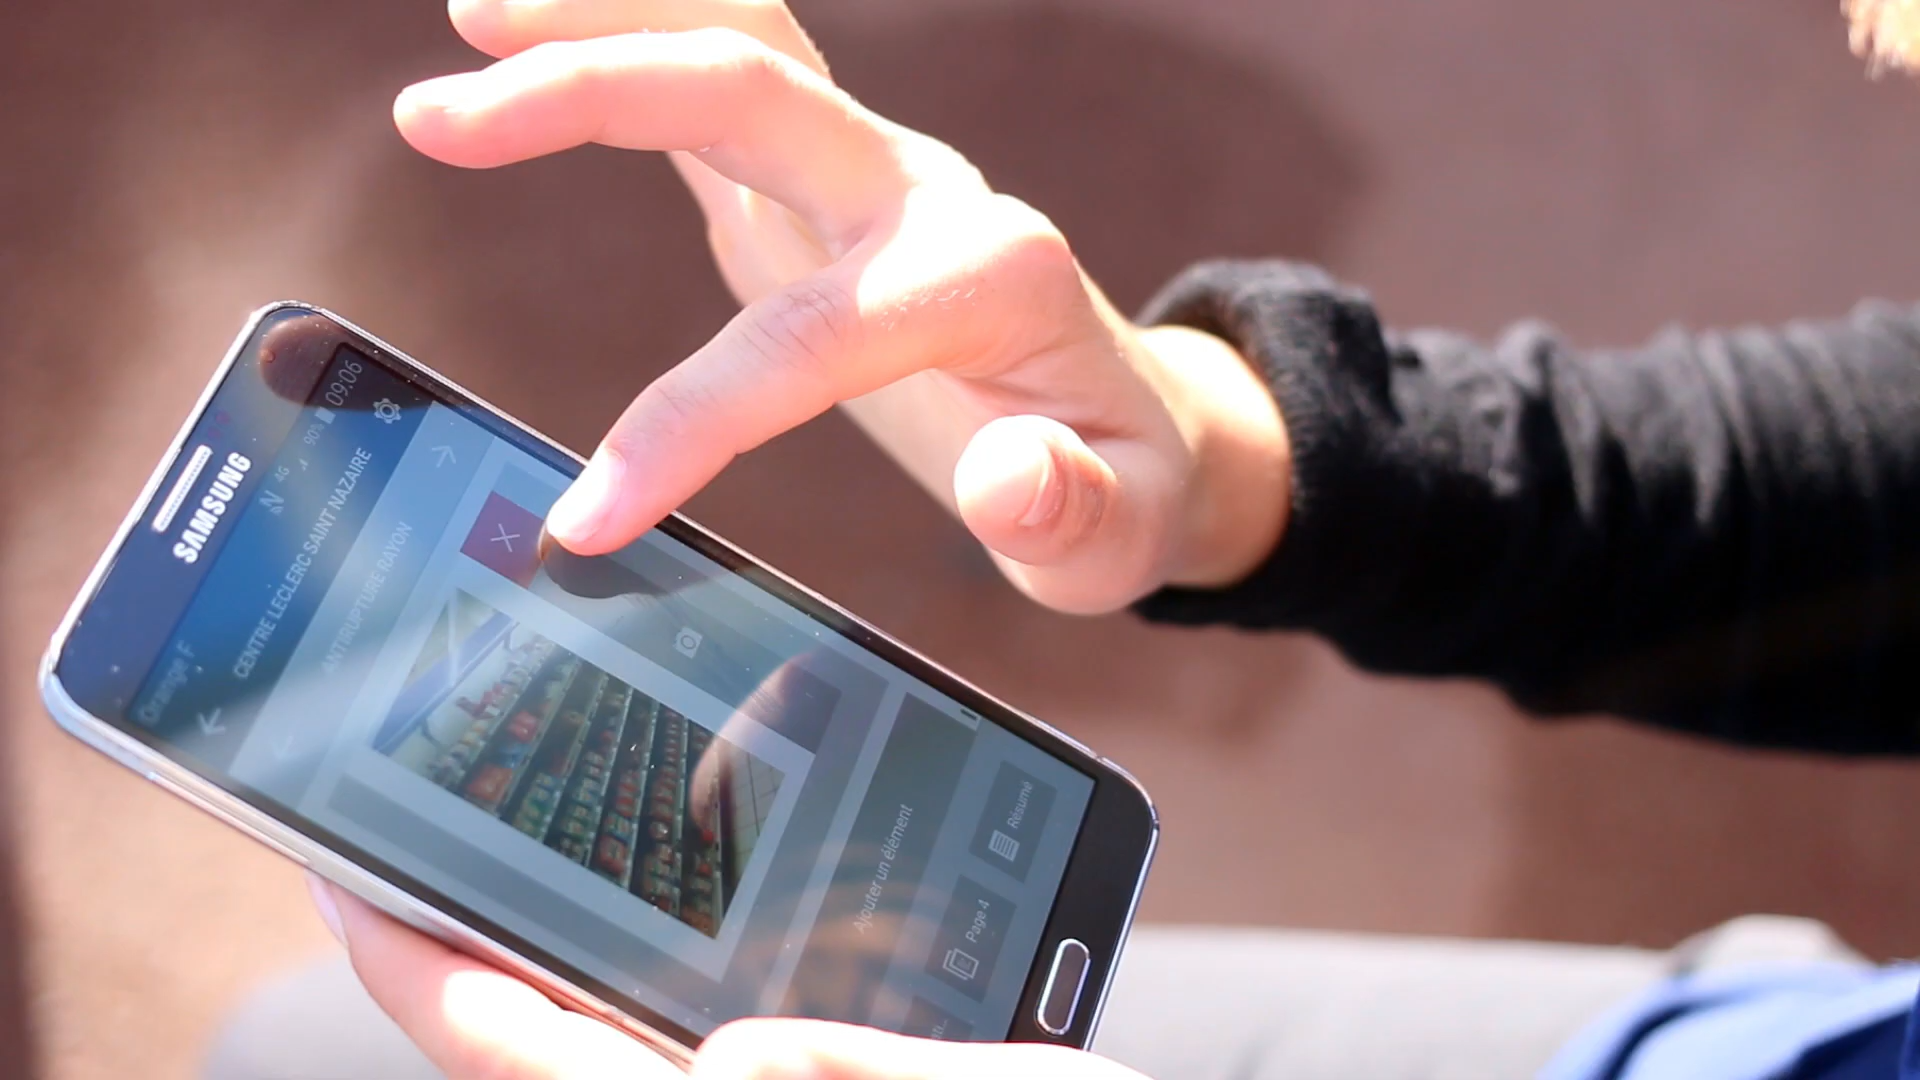 SAMSUNG
Orange F
4G
90%
09:06
CENTRE LECLERC SAINT NAZAIRE
ANTIRUPTURE RAYON
Ajouter un élément
Page 4
Résumé